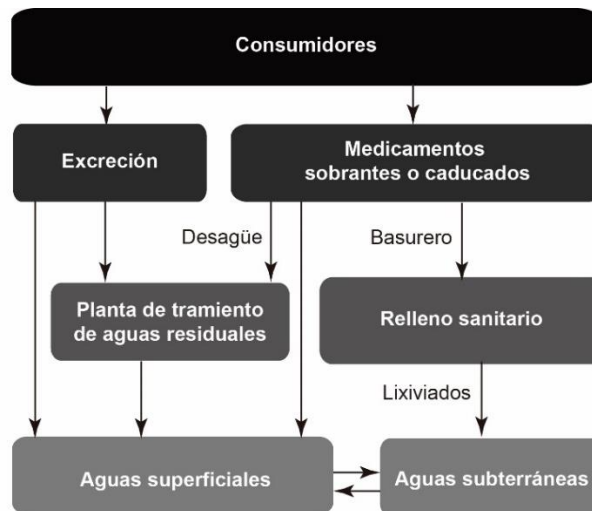 Consumidores
Excreción
Medicamentos
sobrantes o caducados
Desagüe
Basurero
Planta de tramiento
de aguas residuales
Relleno sanitario
Lixiviados
Aguas superficiales
Aguas subterráneas